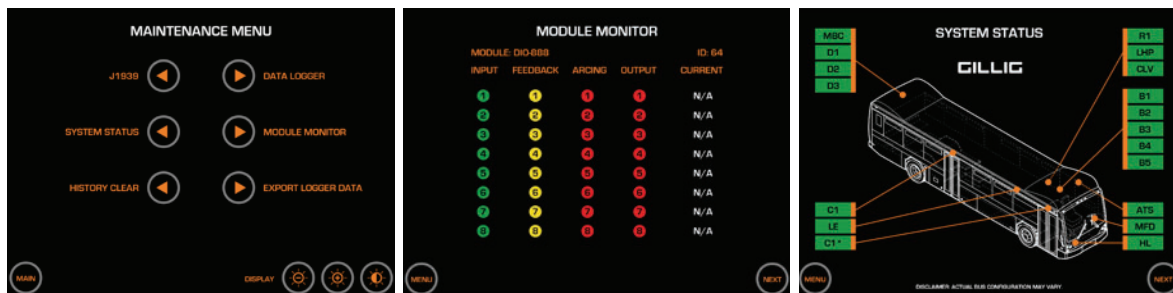 MAINTENANCE MENU
J1939 DATA LOGGER
SYSTEM STATUS MODULE MONITOR
HISTORY CLEAR EXPORT LOGGER DATA
MAIN DISPLAY
MODULE MONITOR
MODULE: DIO-888 ID: 64
INPUT FEEDBACK ARCING OUTPUT CURRENT
1 1 1 1 N/A
2 2 2 2 N/A
3 3 3 3 N/A
4 4 4 4 N/A
5 5 5 5 N/A
6 6 6 6 N/A
7 7 7 7 N/A
8 8 8 8 N/A
MENU NEXT
SYSTEM STATUS
GILLIG
MBC
D1
D2
D3
R1
LHP
CLV
B1
B2
B3
B4
B5
C1
LE
C1*
ATS
MFD
HL
MENU NEXT
DISCLAIMER: ACTUAL BUS CONFIGURATION MAY VARY